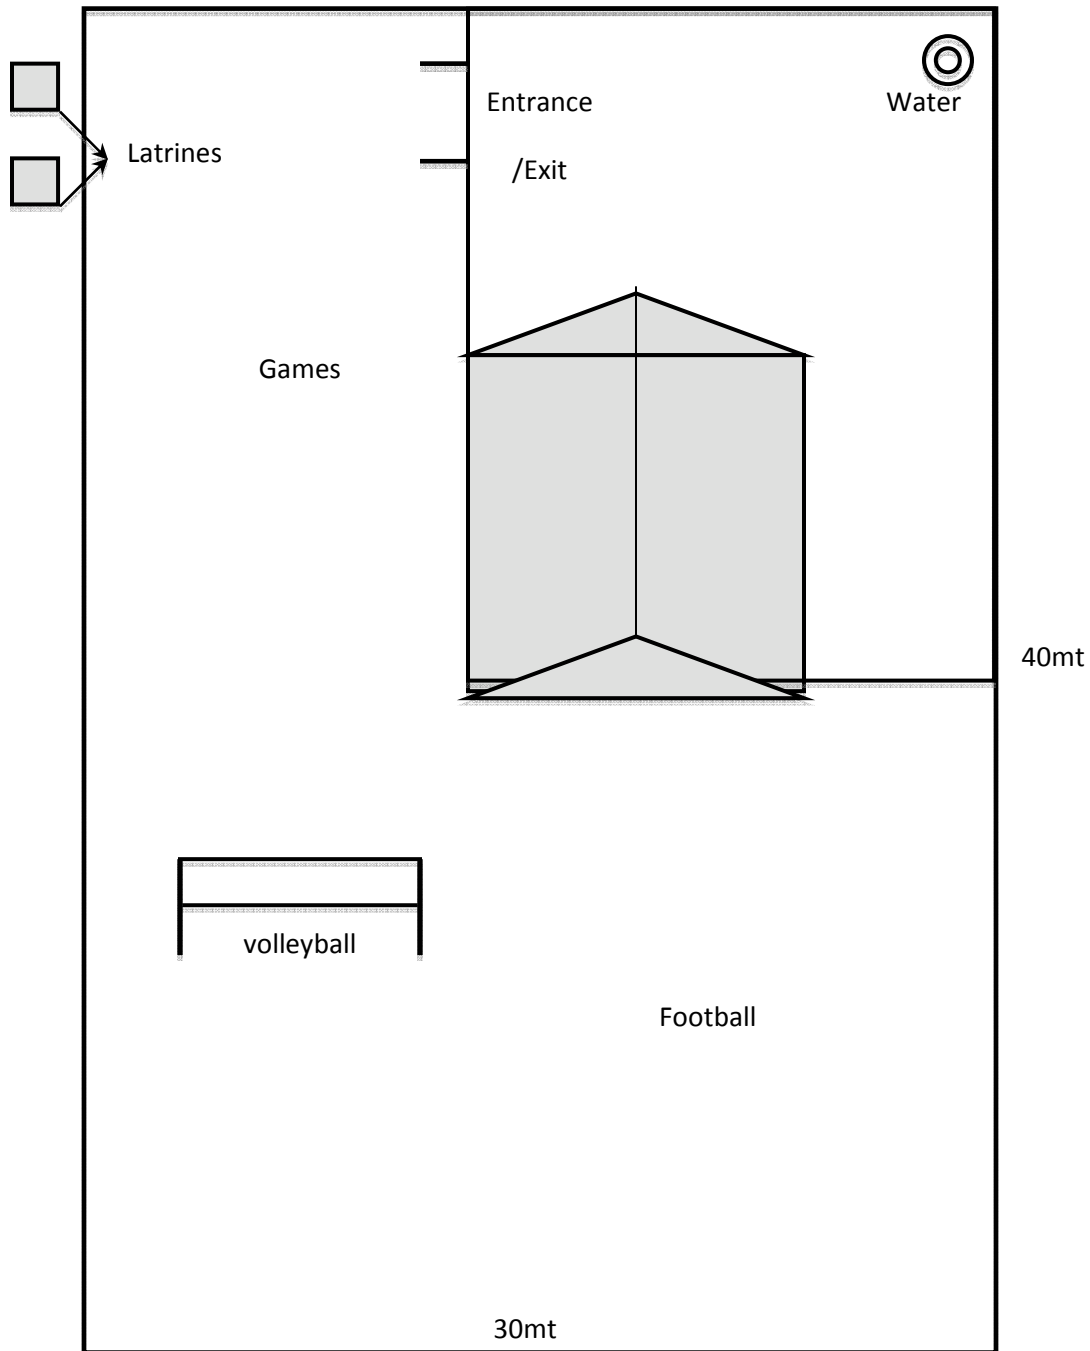 Entrance
Water
Latrines
/Exit
Games
40mt
volleyball
Football
30mt